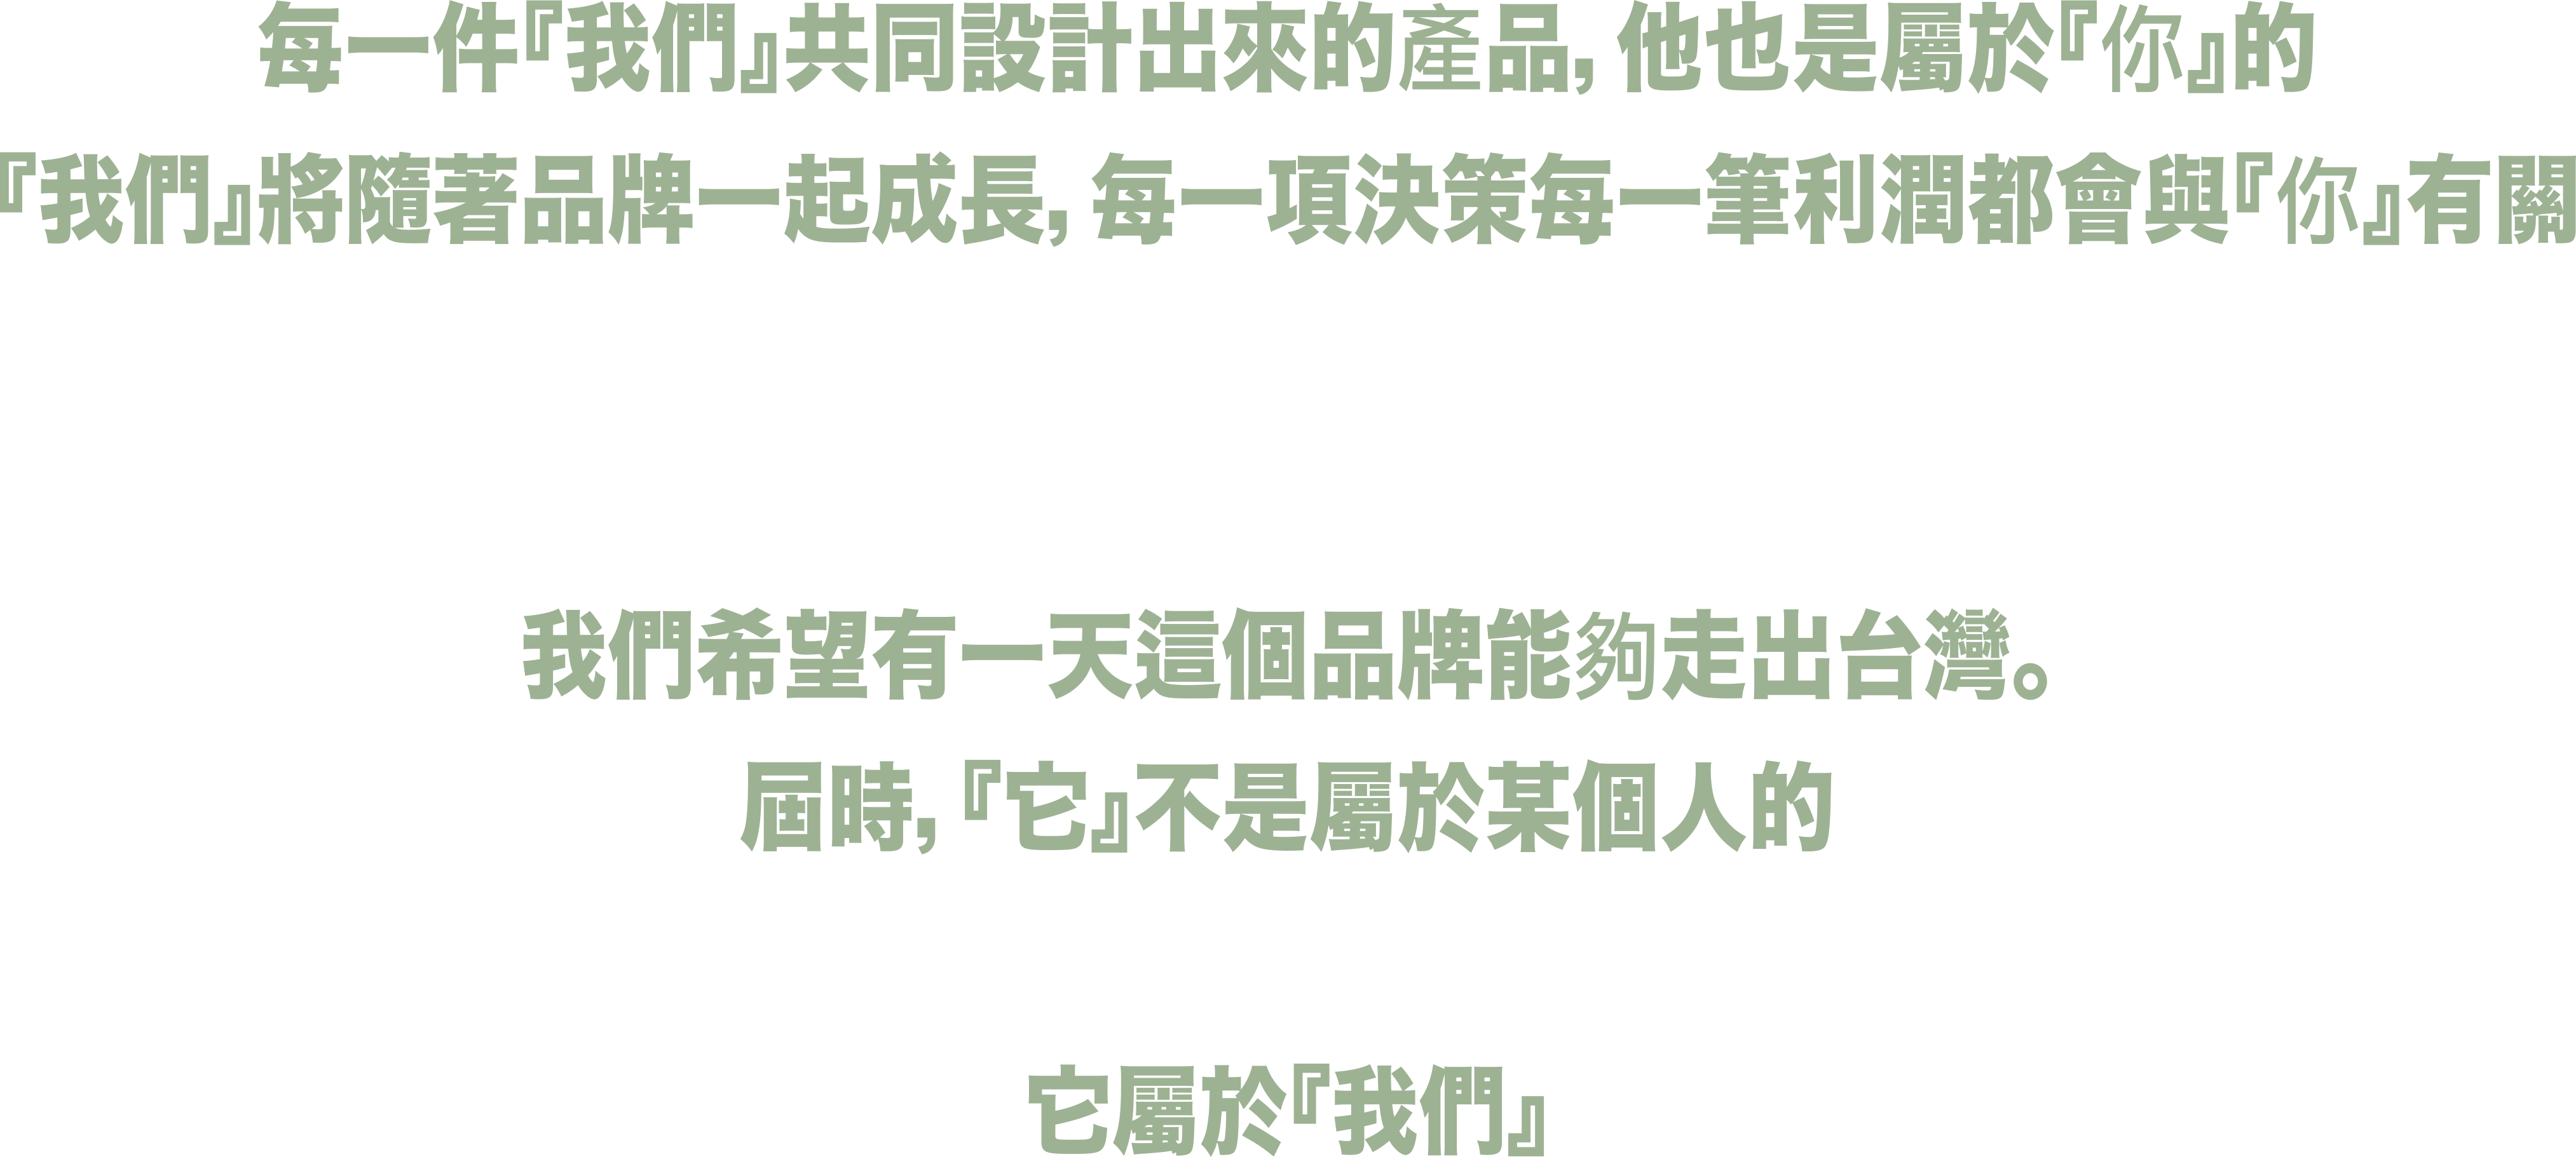 每一件『我們』共同設計出來的產品, 他也是屬於『你』的
『我們』將隨著品牌一起成長, 每一項決策每一筆利潤都會與『你』有關
我們希望有一天這個品牌能夠走出台灣。
屆時, 『它』不是屬於某個人的
它屬於『我們』